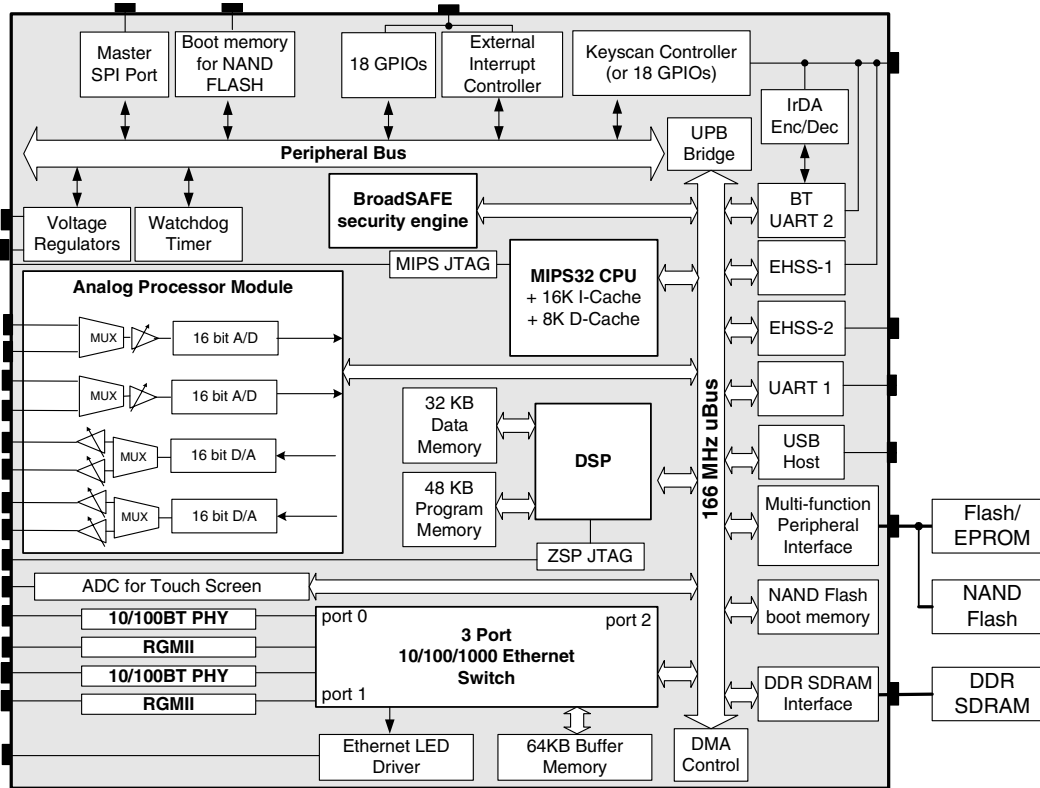 Master
SPI Port
Boot memory
for NAND
FLASH
18 GPIOs
External
Interrupt
Controller
Keyscan Controller
(or 18 GPIOs)
IrDA
Enc/Dec
UPB
Bridge
Peripheral Bus
Voltage
Regulators
Watchdog
Timer
BroadSAFE
security engine
BT
UART 2
MIPS JTAG
MIPS32 CPU
+ 16K I-Cache
+ 8K D-Cache
EHSS-1
EHSS-2
UART 1
USB
Host
Analog Processor Module
MUX
16 bit A/D
MUX
16 bit A/D
MUX
16 bit D/A
MUX
16 bit D/A
32 KB
Data
Memory
48 KB
Program
Memory
DSP
ZSP JTAG
166 MHz uBus
Multi-function
Peripheral
Interface
Flash/
EPROM
NAND
Flash
NAND Flash
boot memory
ADC for Touch Screen
10/100BT PHY
RGMII
10/100BT PHY
RGMII
port 0
port 2
3 Port
10/100/1000 Ethernet
Switch
port 1
DDR SDRAM
Interface
DDR
SDRAM
Ethernet LED
Driver
64KB Buffer
Memory
DMA
Control